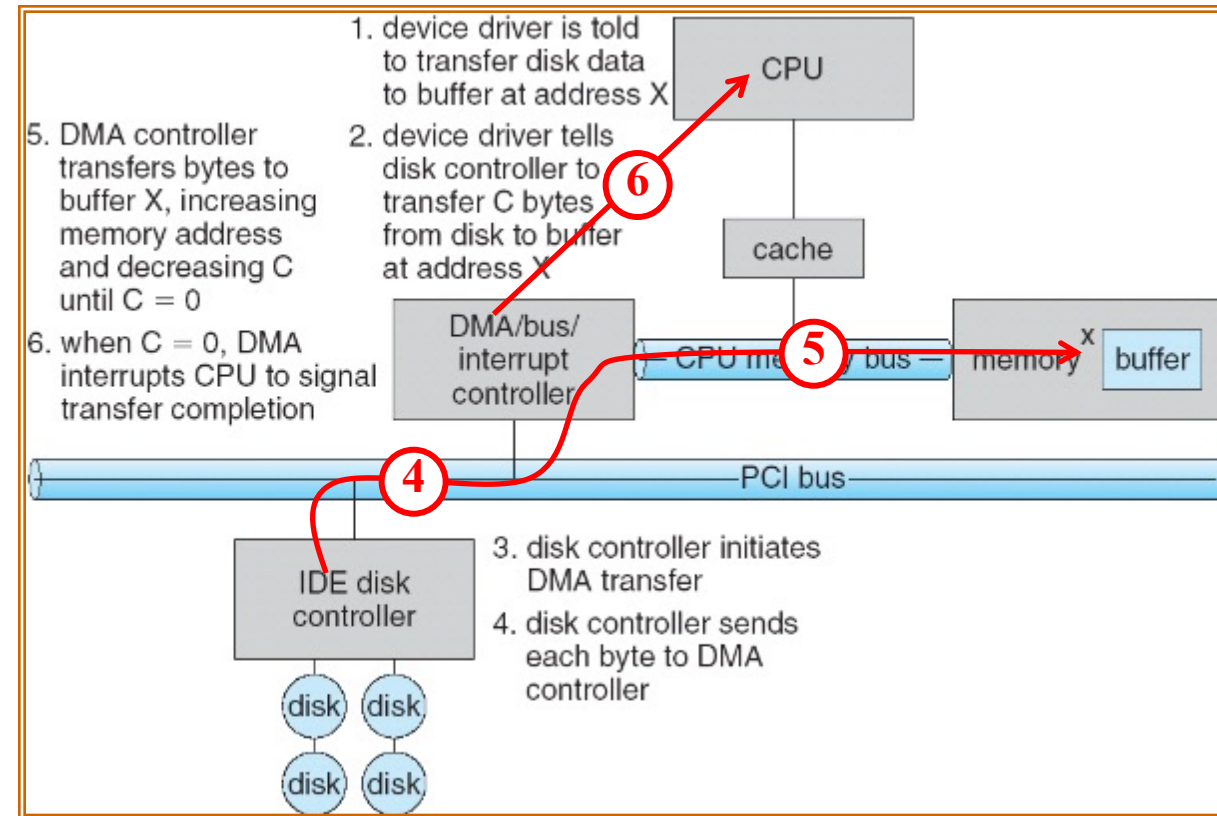 1. device driver is told
to transfer disk data
to buffer at address X
2. device driver tells
disk controller to
transfer C bytes
from disk to buffer
at address X
5. DMA controller
transfers bytes to
buffer X, increasing
memory address
and decreasing C
until C = 0
6. when C = 0, DMA
interrupts CPU to signal
transfer completion
CPU
6
cache
DMA/bus/
interrupt
controller
CPU memory bus
5
x
memory
buffer
4
PCI bus
IDE disk
controller
3. disk controller initiates
DMA transfer
4. disk controller sends
each byte to DMA
controller
disk disk
disk disk